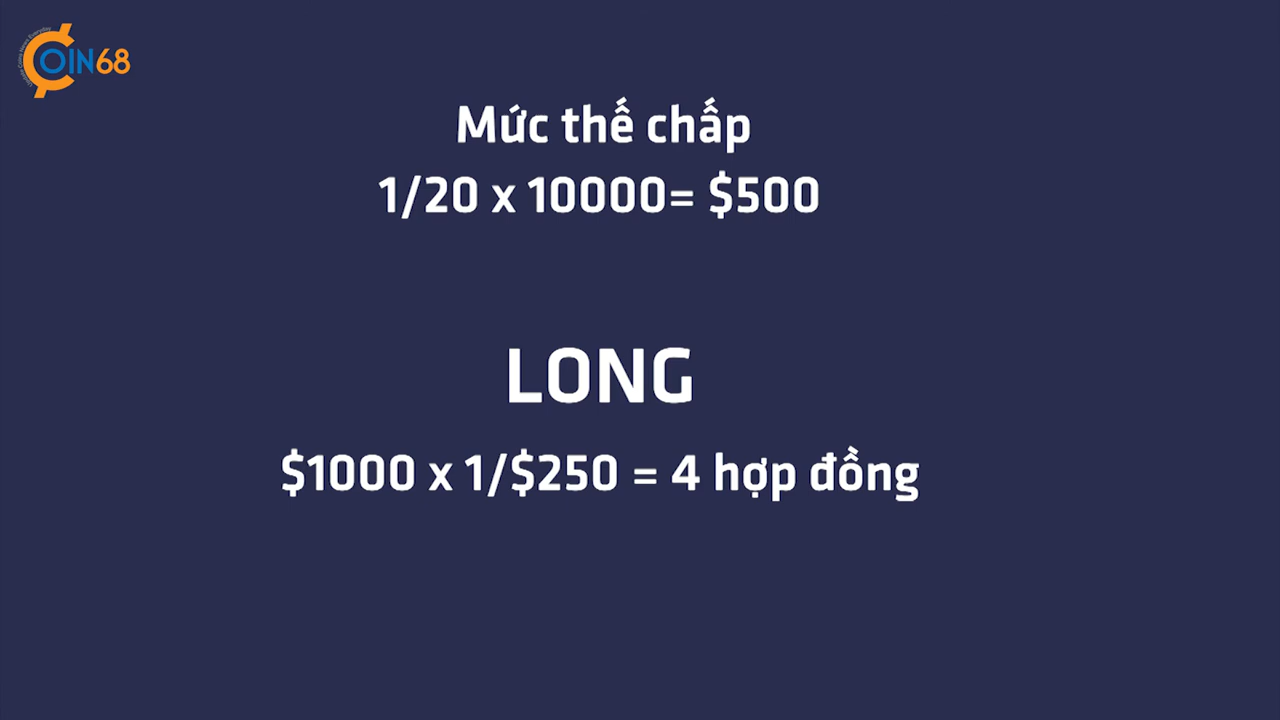 COIN68
Mức thế chấp
1/20 x 10000= $500
LONG
$1000 x 1/$250 = 4 hợp đồng